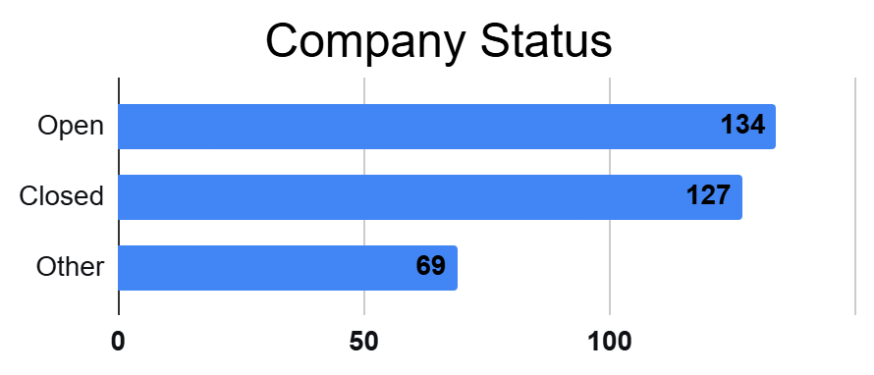 Company Status
Open 134
Closed 127
Other 69
0 50 100